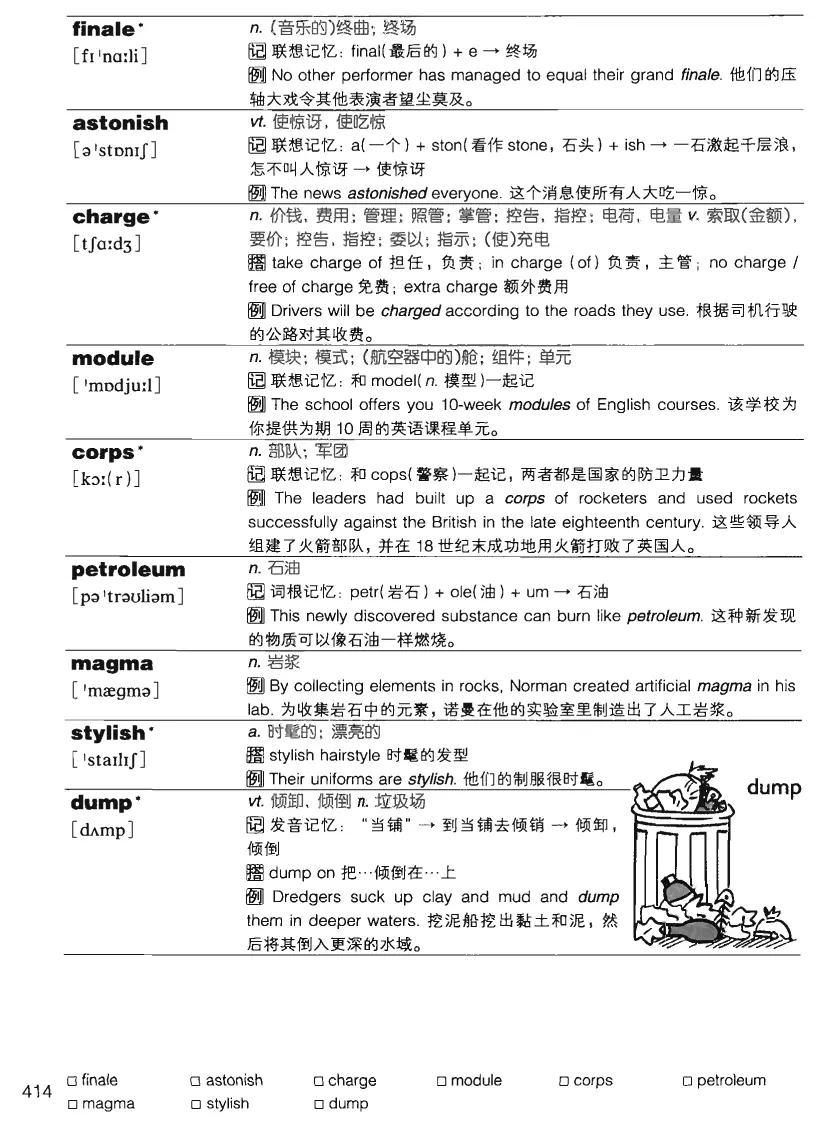 finale* n. (音乐的)终曲; 终场
[fɪˈnɑːli] 记 联想记忆: final(最后的) + e → 终场
例 No other performer has managed to equal their grand finale. 他们的压
轴大戏令其他表演者望尘莫及。
astonish vt. 使惊讶, 使吃惊
[əˈstɒnɪʃ] 记 联想记忆: a(一个) + ston(看作 stone, 石头) + ish → 一石激起千层浪,
怎不叫人惊讶 → 使惊讶
例 The news astonished everyone. 这个消息使所有人大吃一惊。
charge* n. 价钱, 费用; 管理; 照管; 掌管; 控告, 指控; 电荷, 电量 v. 索取(金额),
[tʃɑːdʒ] 要价; 控告, 指控; 委以; 指示; (使)充电
搭 take charge of 担任, 负责; in charge (of) 负责, 主管; no charge /
free of charge 免费; extra charge 额外费用
例 Drivers will be charged according to the roads they use. 根据司机行驶
的公路对其收费。
module n. 模块; 模式; (航空器中的)舱; 组件; 单元
[ˈmɒdjuːl] 记 联想记忆: 和 model(n. 模型)一起记
例 The school offers you 10-week modules of English courses. 该学校为
你提供为期 10 周的英语课程单元。
corps* n. 部队; 军团
[kɔː(r)] 记 联想记忆: 和 cops(警察)一起记, 两者都是国家的防卫力量
例 The leaders had built up a corps of rocketers and used rockets
successfully against the British in the late eighteenth century. 这些领导人
组建了火箭部队, 并在 18 世纪末成功地用火箭打败了英国人。
petroleum n. 石油
[pəˈtrəʊliəm] 记 词根记忆: petr(岩石) + ole(油) + um → 石油
例 This newly discovered substance can burn like petroleum. 这种新发现
的物质可以像石油一样燃烧。
magma n. 岩浆
[ˈmæɡmə] 例 By collecting elements in rocks, Norman created artificial magma in his
lab. 为收集岩石中的元素, 诺曼在他的实验室里制造出了人工岩浆。
stylish* a. 时髦的; 漂亮的
[ˈstaɪlɪʃ] 搭 stylish hairstyle 时髦的发型
例 Their uniforms are stylish. 他们的制服很时髦。
dump* vt. 倾卸, 倾倒 n. 垃圾场
[dʌmp] 记 发音记忆: “当铺” → 到当铺去倾销 → 倾卸,
倾倒
搭 dump on 把…倾倒在…上
例 Dredgers suck up clay and mud and dump
them in deeper waters. 挖泥船挖出黏土和泥, 然
后将其倒入更深的水域。
dump
□ finale □ astonish □ charge □ module □ corps □ petroleum
414
□ magma □ stylish □ dump